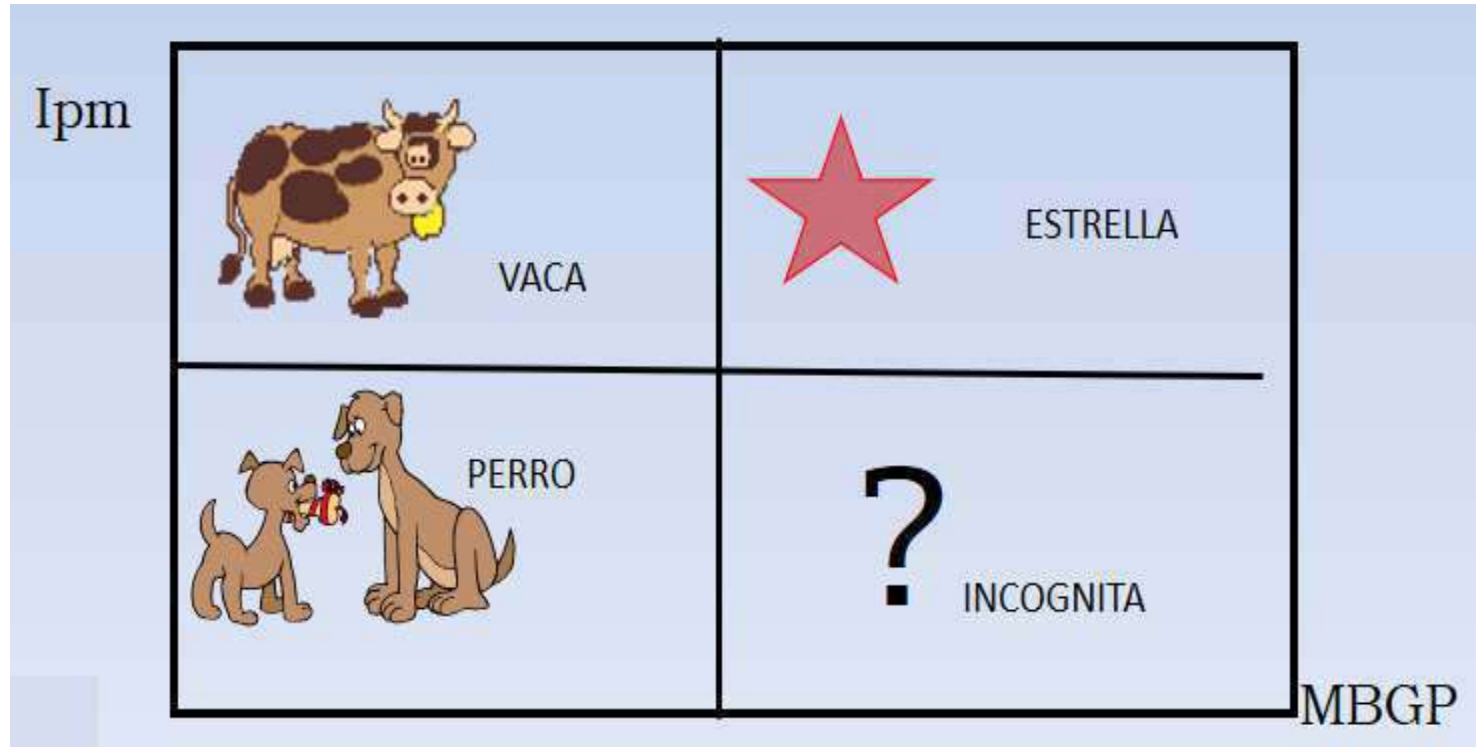 Ipm
VACA
ESTRELLA
PERRO
?
INCOGNITA
MBGP